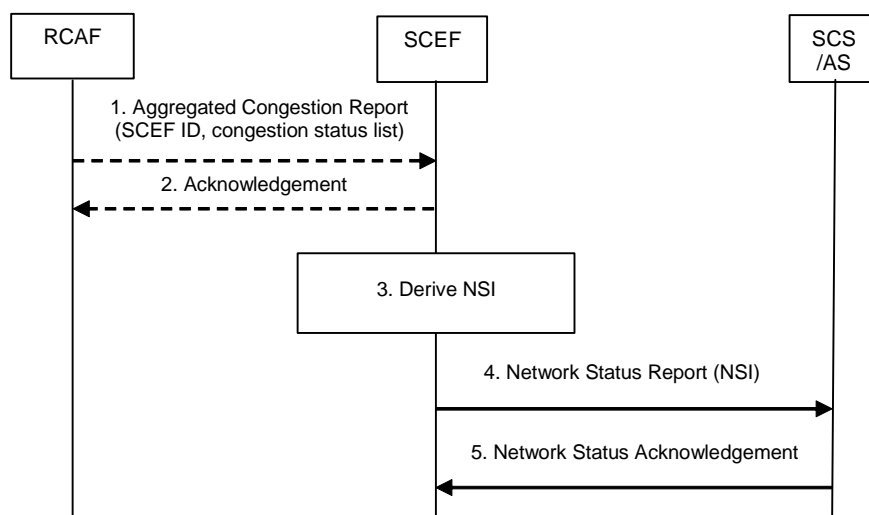 RCAF
SCEF
SCS
/AS
1. Aggregated Congestion Report
(SCEF ID, congestion status list)
2. Acknowledgement
3. Derive NSI
4. Network Status Report (NSI)
5. Network Status Acknowledgement